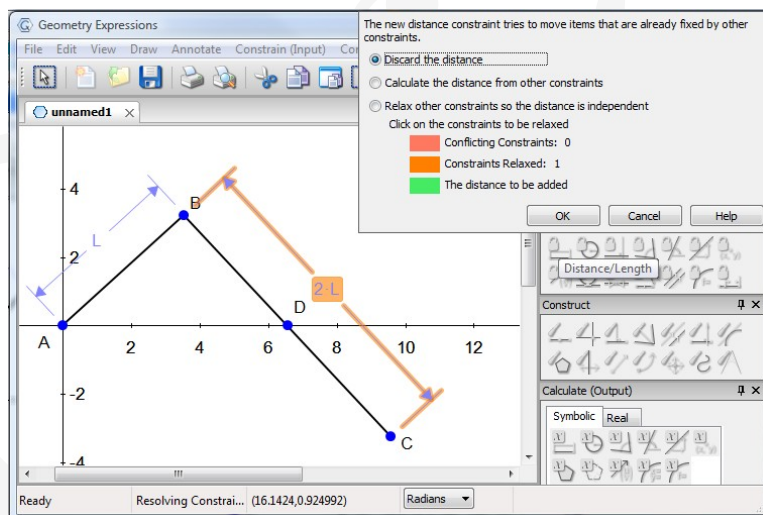 Geometry Expressions
File Edit View Draw Annotate Constrain (Input) Cor
unnamed1
The new distance constraint tries to move items that are already fixed by other
constraints.
Discard the distance
Calculate the distance from other constraints
Relax other constraints so the distance is independent
Click on the constraints to be relaxed
Conflicting Constraints: 0
Constraints Relaxed: 1
The distance to be added
OK Cancel Help
Distance/Length
Construct
Calculate (Output)
Symbolic Real
4
2
B
L
2·L
D
A
2 4 6 8 10 12
-2
C
-4
Ready Resolving Constrai... (16.1424,0.924992) Radians